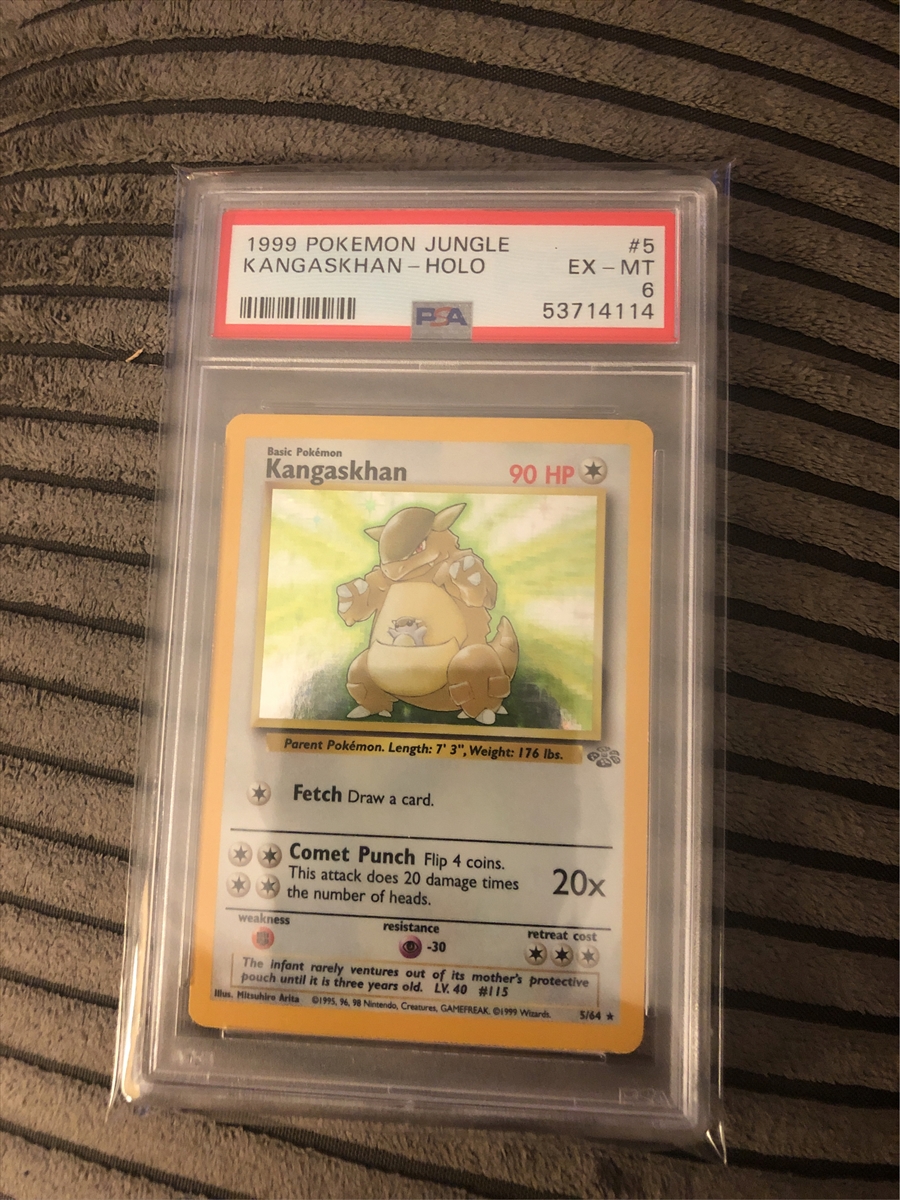 1999 POKEMON JUNGLE #5
KANGASKHAN - HOLO EX - MT
6
PSA 53714114
Basic Pokémon
Kangaskhan 90 HP
Parent Pokémon. Length: 7' 3", Weight: 176 lbs.
Fetch Draw a card.
Comet Punch Flip 4 coins.
This attack does 20 damage times
the number of heads. 20x
weakness
resistance
retreat cost
-30
The infant rarely ventures out of its mother's protective
pouch until it is three years old. LV. 40 #115
Illus. Mitsuhiro Arita ©1995, 96, 98 Nintendo, Creatures, GAMEFREAK. ©1999 Wizards. 5/64 ★